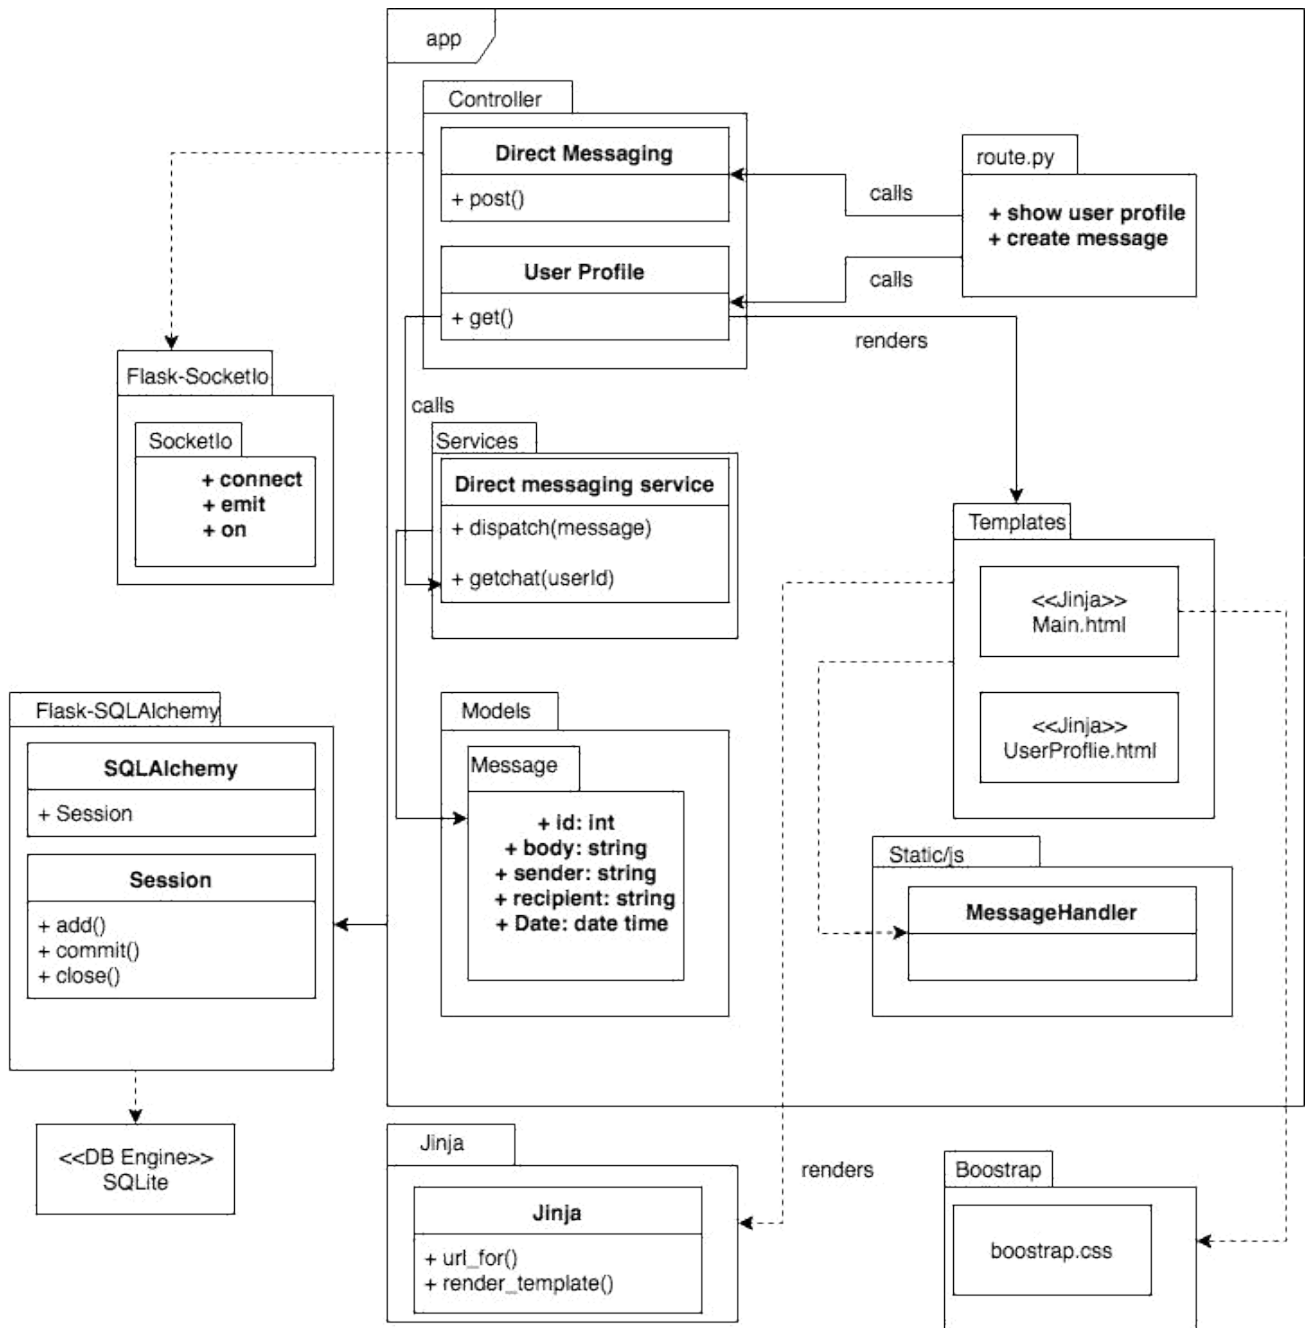 app
Controller
Direct Messaging
+ post()
User Profile
+ get()
route.py
+ show user profile
+ create message
calls
calls
renders
Flask-SocketIo
SocketIo
+ connect
+ emit
+ on
calls
Services
Direct messaging service
+ dispatch(message)
+ getchat(userId)
Templates
<<Jinja>>
Main.html
<<Jinja>>
UserProflie.html
Flask-SQLAlchemy
SQLAlchemy
+ Session
Session
+ add()
+ commit()
+ close()
Models
Message
+ id: int
+ body: string
+ sender: string
+ recipient: string
+ Date: date time
Static/js
MessageHandler
<<DB Engine>>
SQLite
Jinja
Jinja
+ url_for()
+ render_template()
renders
Boostrap
boostrap.css